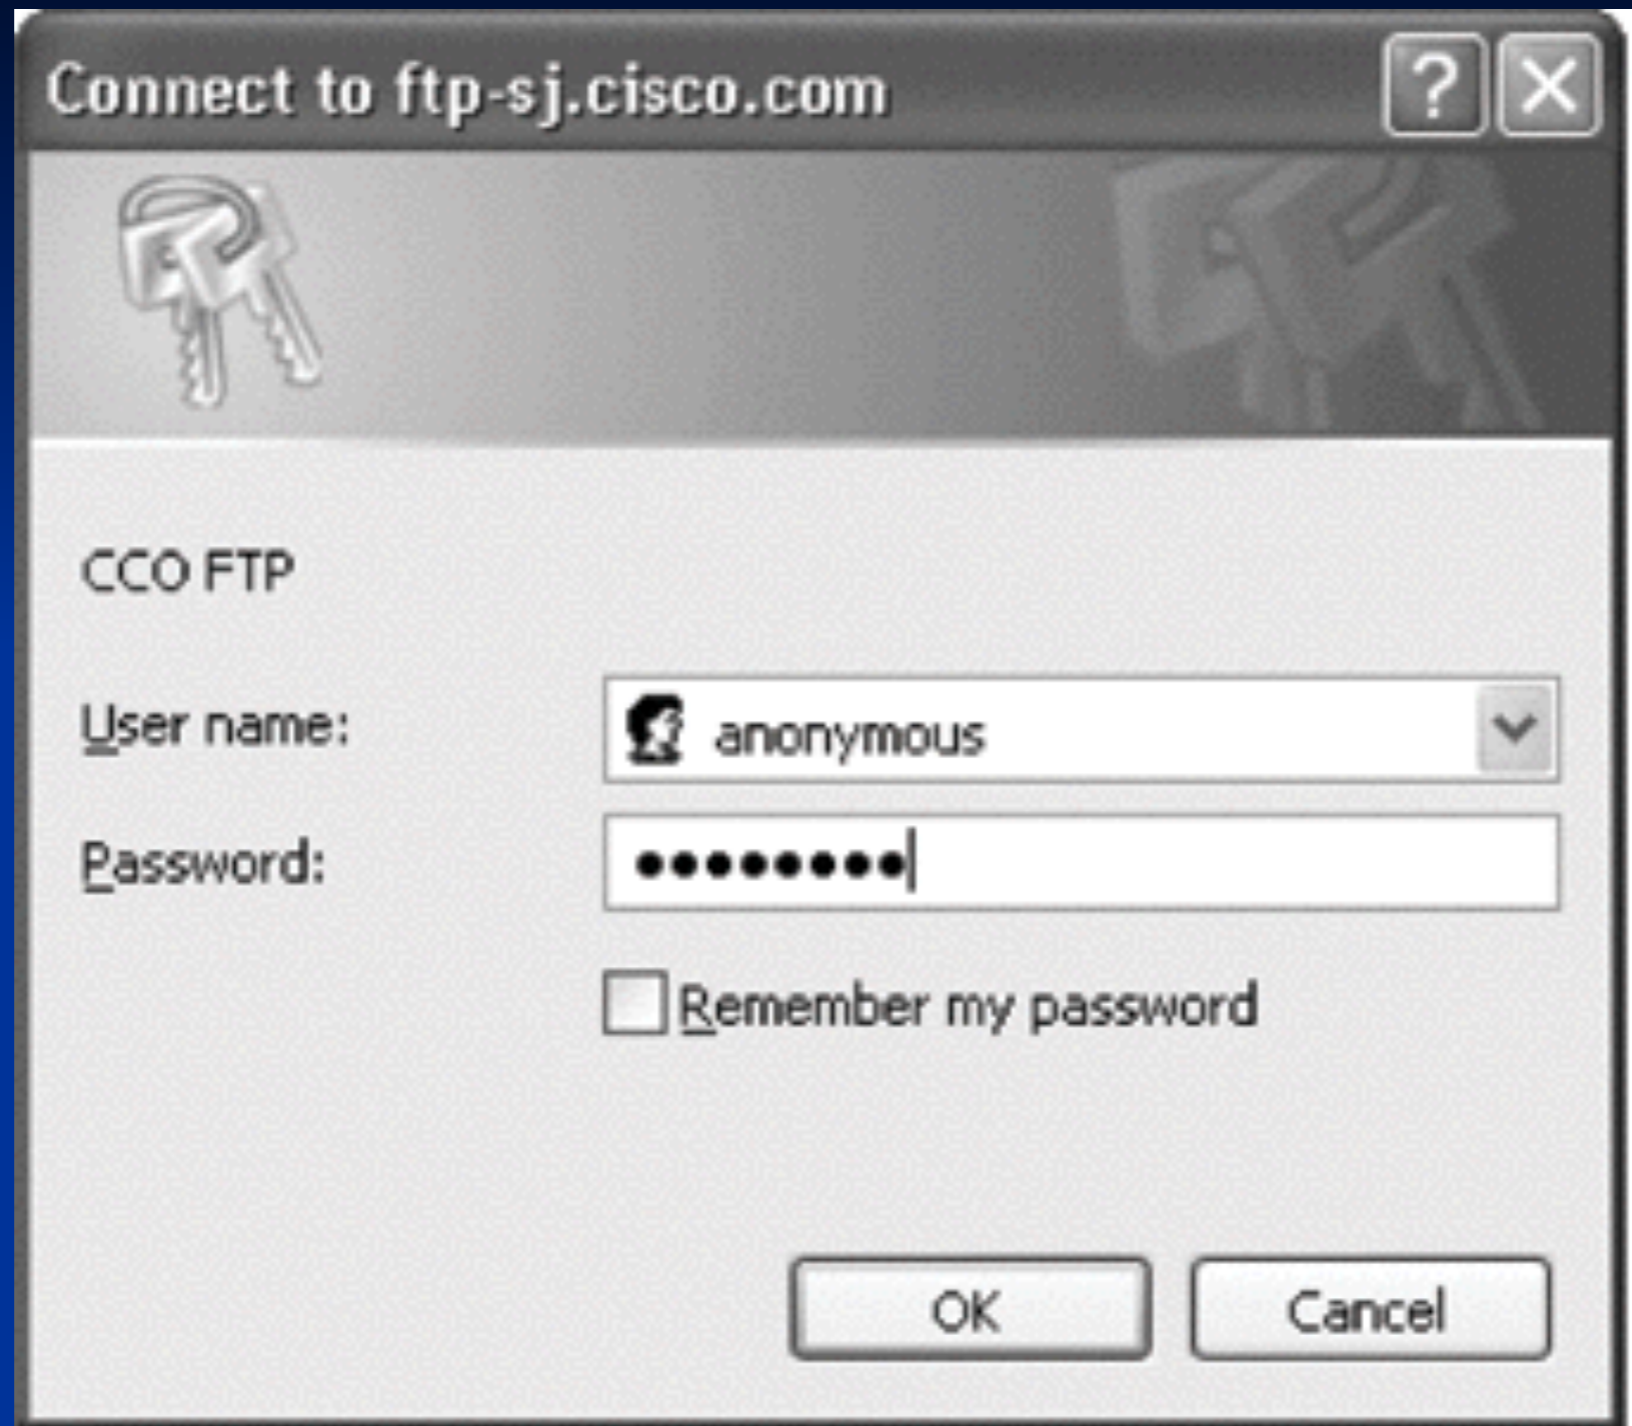 Connect to ftp-sj.cisco.com
CCO FTP
User name: anonymous
Password: ••••••••
Remember my password
OK Cancel